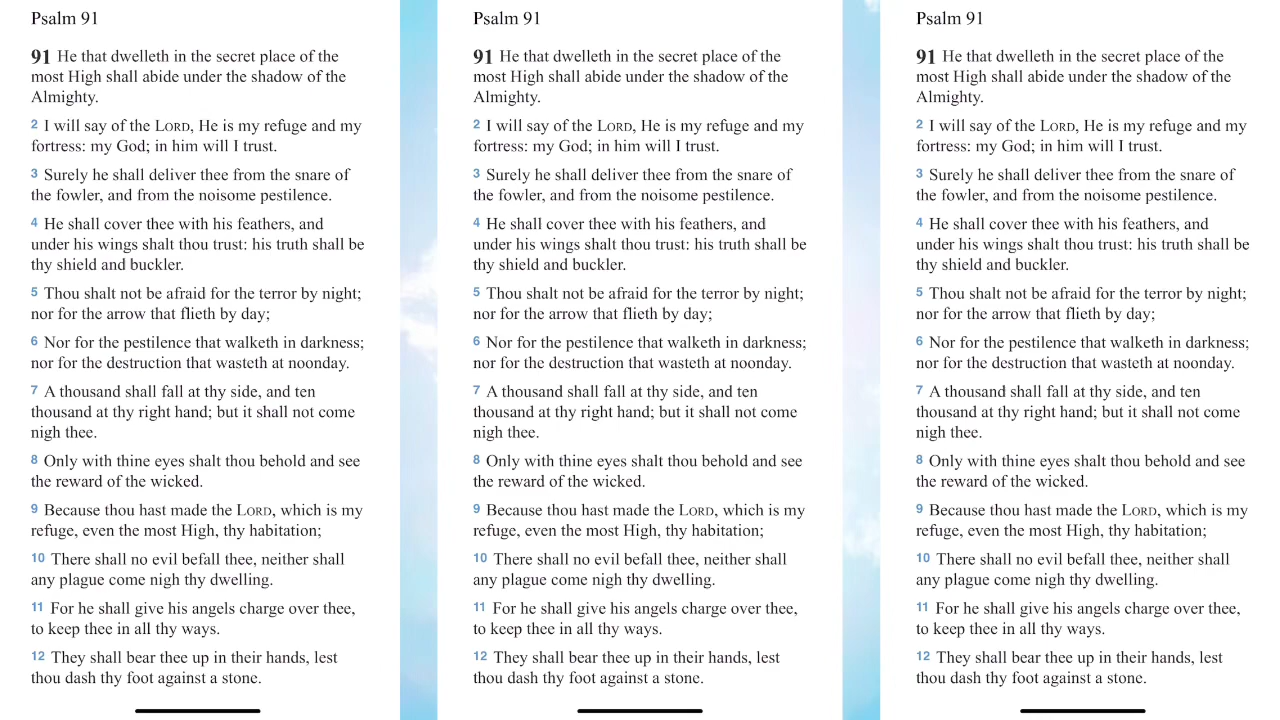 Psalm 91
91 He that dwelleth in the secret place of the
most High shall abide under the shadow of the
Almighty.
2 I will say of the LORD, He is my refuge and my
fortress: my God; in him will I trust.
3 Surely he shall deliver thee from the snare of
the fowler, and from the noisome pestilence.
4 He shall cover thee with his feathers, and
under his wings shalt thou trust: his truth shall be
thy shield and buckler.
5 Thou shalt not be afraid for the terror by night;
nor for the arrow that flieth by day;
6 Nor for the pestilence that walketh in darkness;
nor for the destruction that wasteth at noonday.
7 A thousand shall fall at thy side, and ten
thousand at thy right hand; but it shall not come
nigh thee.
8 Only with thine eyes shalt thou behold and see
the reward of the wicked.
9 Because thou hast made the LORD, which is my
refuge, even the most High, thy habitation;
10 There shall no evil befall thee, neither shall
any plague come nigh thy dwelling.
11 For he shall give his angels charge over thee,
to keep thee in all thy ways.
12 They shall bear thee up in their hands, lest
thou dash thy foot against a stone.
Psalm 91
91 He that dwelleth in the secret place of the
most High shall abide under the shadow of the
Almighty.
2 I will say of the LORD, He is my refuge and my
fortress: my God; in him will I trust.
3 Surely he shall deliver thee from the snare of
the fowler, and from the noisome pestilence.
4 He shall cover thee with his feathers, and
under his wings shalt thou trust: his truth shall be
thy shield and buckler.
5 Thou shalt not be afraid for the terror by night;
nor for the arrow that flieth by day;
6 Nor for the pestilence that walketh in darkness;
nor for the destruction that wasteth at noonday.
7 A thousand shall fall at thy side, and ten
thousand at thy right hand; but it shall not come
nigh thee.
8 Only with thine eyes shalt thou behold and see
the reward of the wicked.
9 Because thou hast made the LORD, which is my
refuge, even the most High, thy habitation;
10 There shall no evil befall thee, neither shall
any plague come nigh thy dwelling.
11 For he shall give his angels charge over thee,
to keep thee in all thy ways.
12 They shall bear thee up in their hands, lest
thou dash thy foot against a stone.
Psalm 91
91 He that dwelleth in the secret place of the
most High shall abide under the shadow of the
Almighty.
2 I will say of the LORD, He is my refuge and my
fortress: my God; in him will I trust.
3 Surely he shall deliver thee from the snare of
the fowler, and from the noisome pestilence.
4 He shall cover thee with his feathers, and
under his wings shalt thou trust: his truth shall be
thy shield and buckler.
5 Thou shalt not be afraid for the terror by night;
nor for the arrow that flieth by day;
6 Nor for the pestilence that walketh in darkness;
nor for the destruction that wasteth at noonday.
7 A thousand shall fall at thy side, and ten
thousand at thy right hand; but it shall not come
nigh thee.
8 Only with thine eyes shalt thou behold and see
the reward of the wicked.
9 Because thou hast made the LORD, which is my
refuge, even the most High, thy habitation;
10 There shall no evil befall thee, neither shall
any plague come nigh thy dwelling.
11 For he shall give his angels charge over thee,
to keep thee in all thy ways.
12 They shall bear thee up in their hands, lest
thou dash thy foot against a stone.